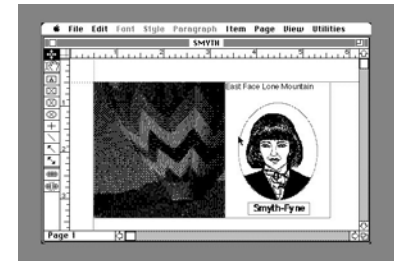 File Edit Font Style Paragraph Item Page View Utilities
SMYTH
East Face Lone Mountain
Smyth-Fyne
Page 1